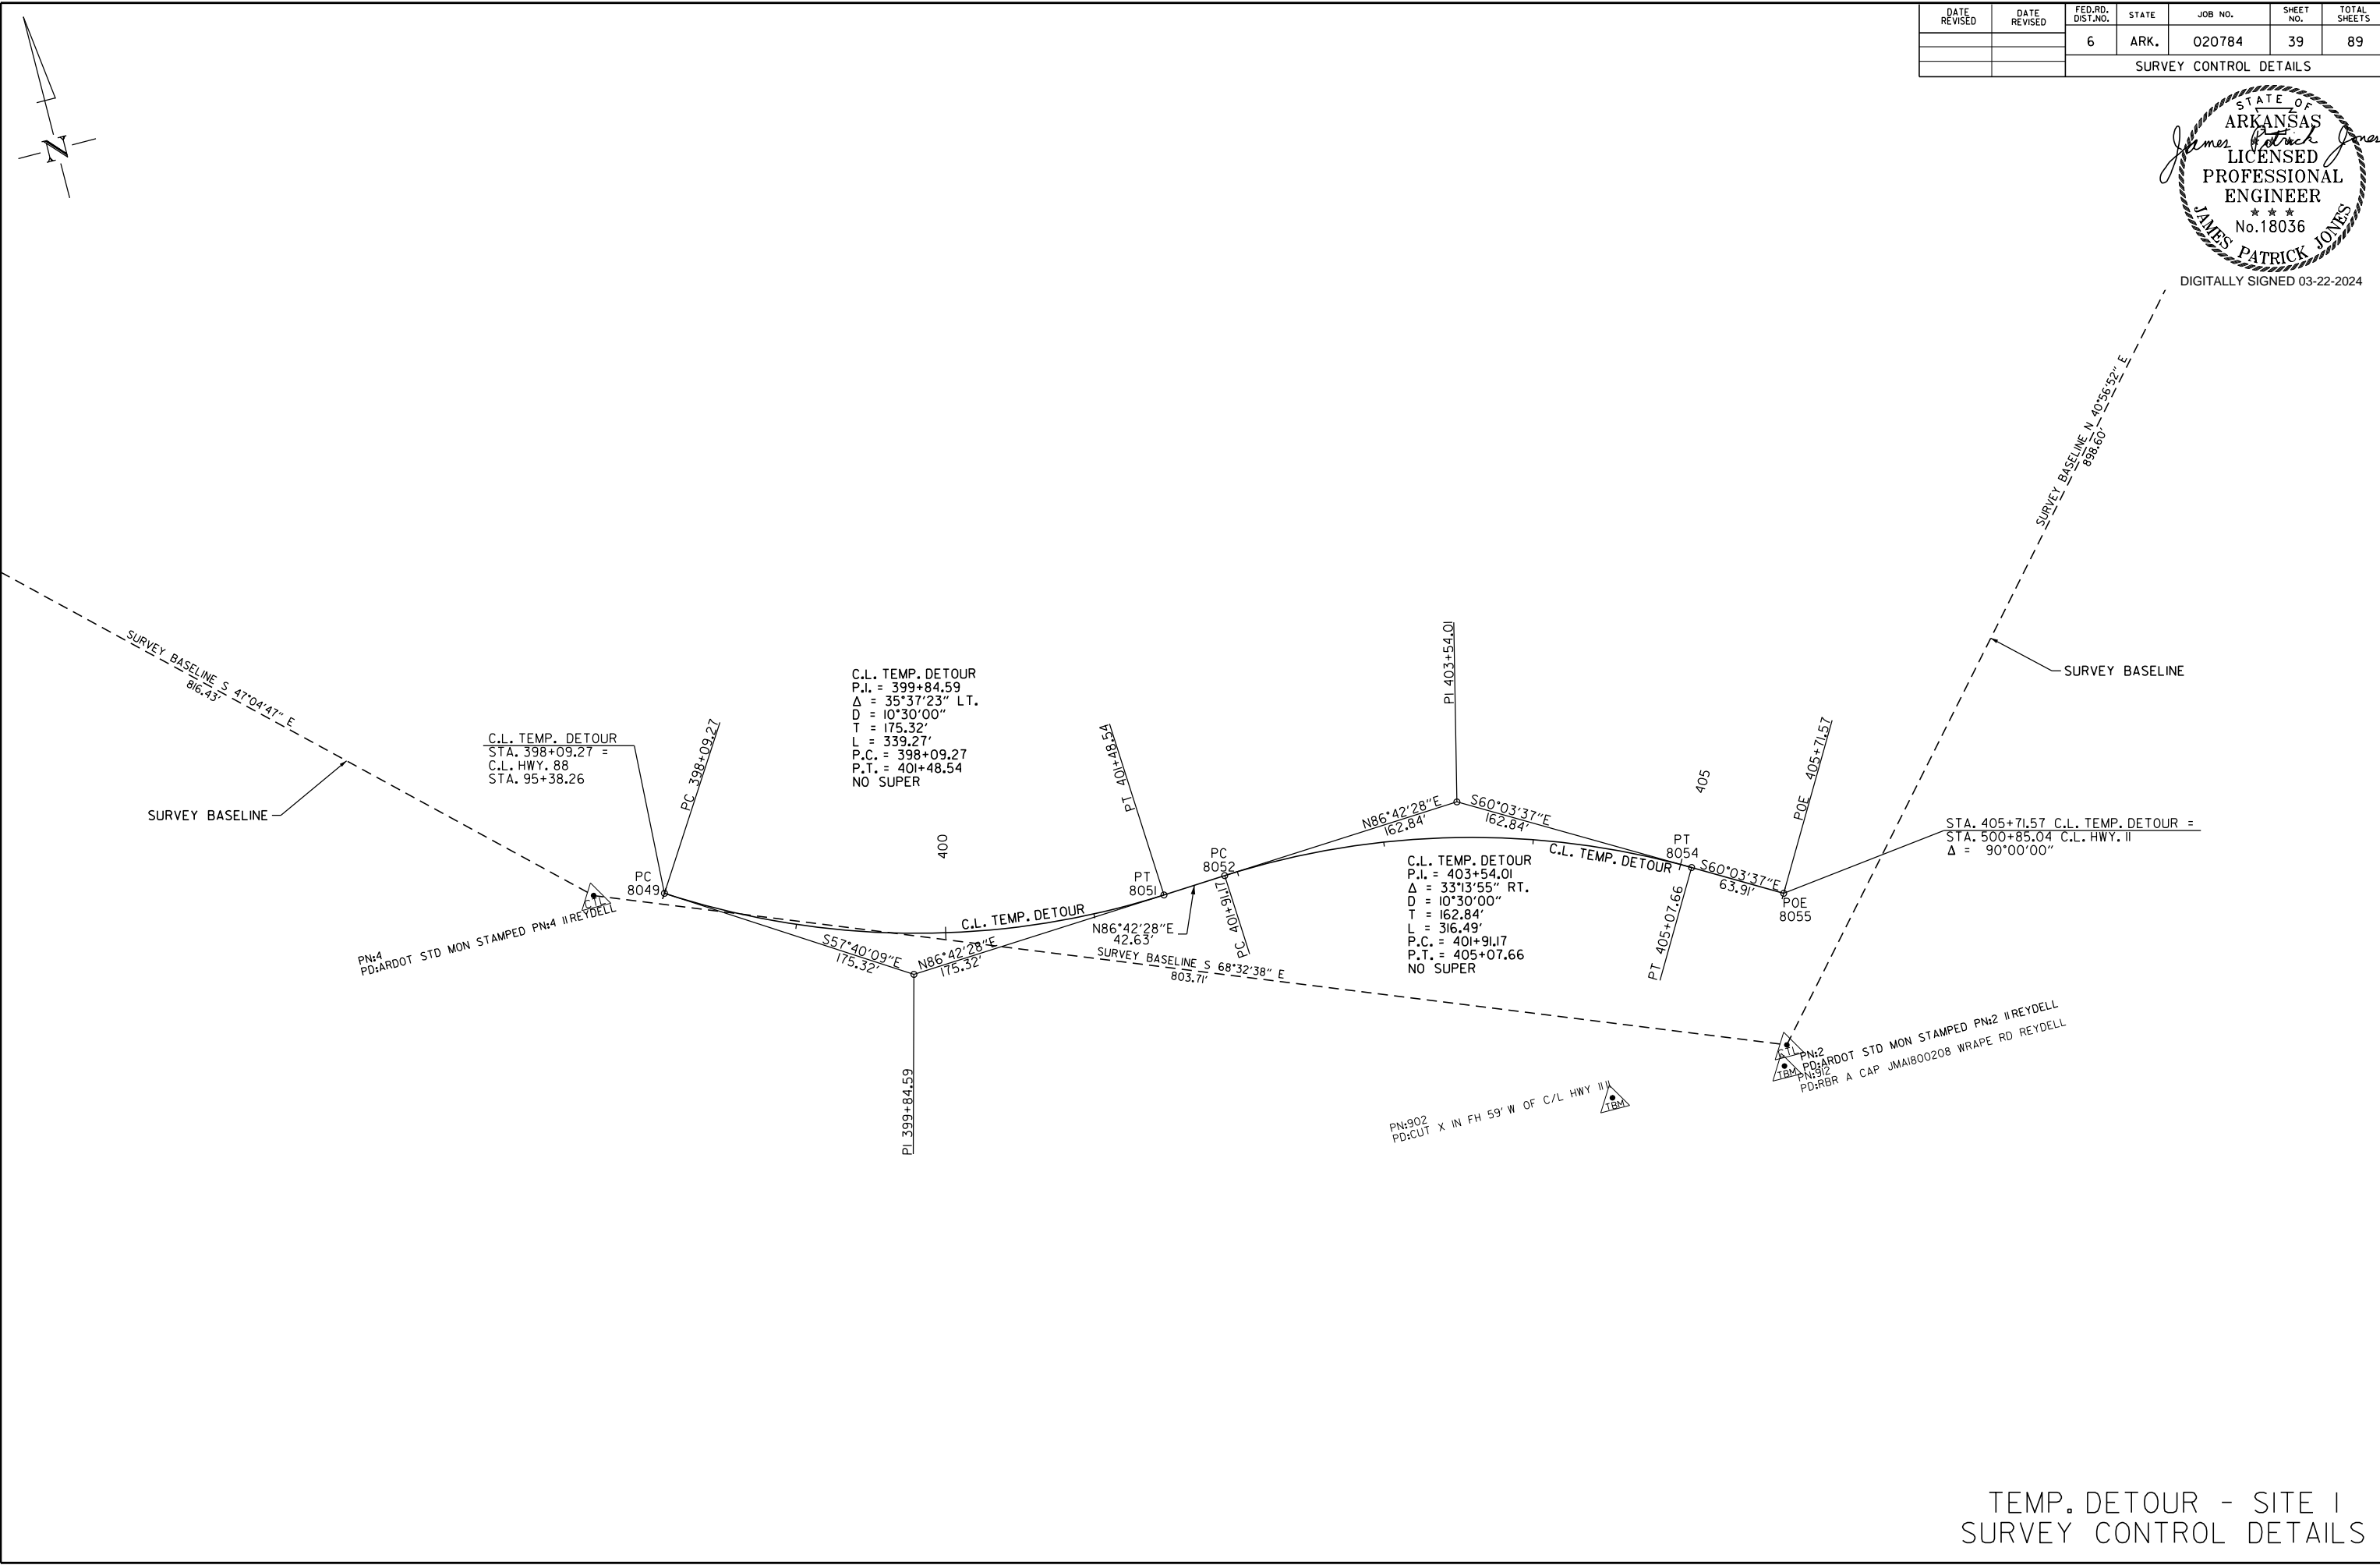 DATE REVISED
DATE REVISED
FED.RD. DIST.NO.
STATE
JOB NO.
SHEET NO.
TOTAL SHEETS
6
ARK.
020784
39
89
SURVEY CONTROL DETAILS
STATE OF
ARKANSAS
James Patrick Jones
LICENSED
PROFESSIONAL
ENGINEER
No.18036
JAMES PATRICK JONES
DIGITALLY SIGNED 03-22-2024
N
SURVEY BASELINE N 40°56'52" E
898.60'
SURVEY BASELINE
SURVEY BASELINE S 47°04'47" E
816.43'
SURVEY BASELINE
C.L. TEMP. DETOUR
STA. 398+09.27 =
C.L. HWY. 88
STA. 95+38.26
PC 398+09.27
C.L. TEMP. DETOUR
P.I. = 399+84.59
Δ = 35°37'23" LT.
D = 10°30'00"
T = 175.32'
L = 339.27'
P.C. = 398+09.27
P.T. = 401+48.54
NO SUPER
400
PT 401+48.54
PI 403+54.01
405
POE 405+71.57
STA. 405+71.57 C.L. TEMP. DETOUR =
STA. 500+85.04 C.L. HWY. 11
Δ = 90°00'00"
PC
8049
CTL
PN:4
PD:ARDOT STD MON STAMPED PN:4 11REYDELL
C.L. TEMP. DETOUR
S57°40'09"E
175.32'
N86°42'28"E
175.32'
PI 399+84.59
PT
8051
N86°42'28"E
42.63'
PC
8052
PC 401+91.17
SURVEY BASELINE S 68°32'38" E
803.71'
N86°42'28"E
162.84'
S60°03'37"E
162.84'
C.L. TEMP. DETOUR
C.L. TEMP. DETOUR
P.I. = 403+54.01
Δ = 33°13'55" RT.
D = 10°30'00"
T = 162.84'
L = 316.49'
P.C. = 401+91.17
P.T. = 405+07.66
NO SUPER
PT
8054
PT 405+07.66
S60°03'37"E
63.91'
POE
8055
CTL
PN:2
PD:ARDOT STD MON STAMPED PN:2 11REYDELL
TBM
PN:912
PD:RBR A CAP JMA1800208 WRAPE RD REYDELL
PN:902
PD:CUT X IN FH 59' W OF C/L HWY 1111
TBM
TEMP. DETOUR - SITE 1
SURVEY CONTROL DETAILS